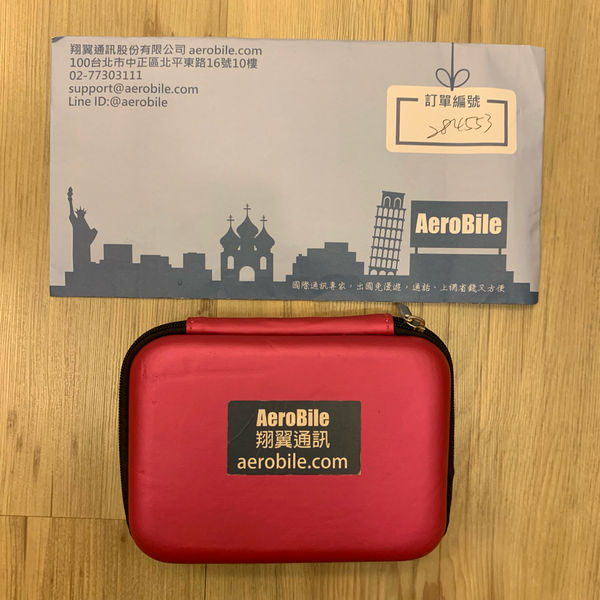 翔翼通訊股份有限公司 aerobile.com
100台北市中正區北平東路16號10樓
02-77303111
support@aerobile.com
Line ID:@aerobile
訂單編號
284553
AeroBile
國際通訊專家，出國免漫遊，通話、上網省錢又方便
AeroBile
翔翼通訊
aerobile.com